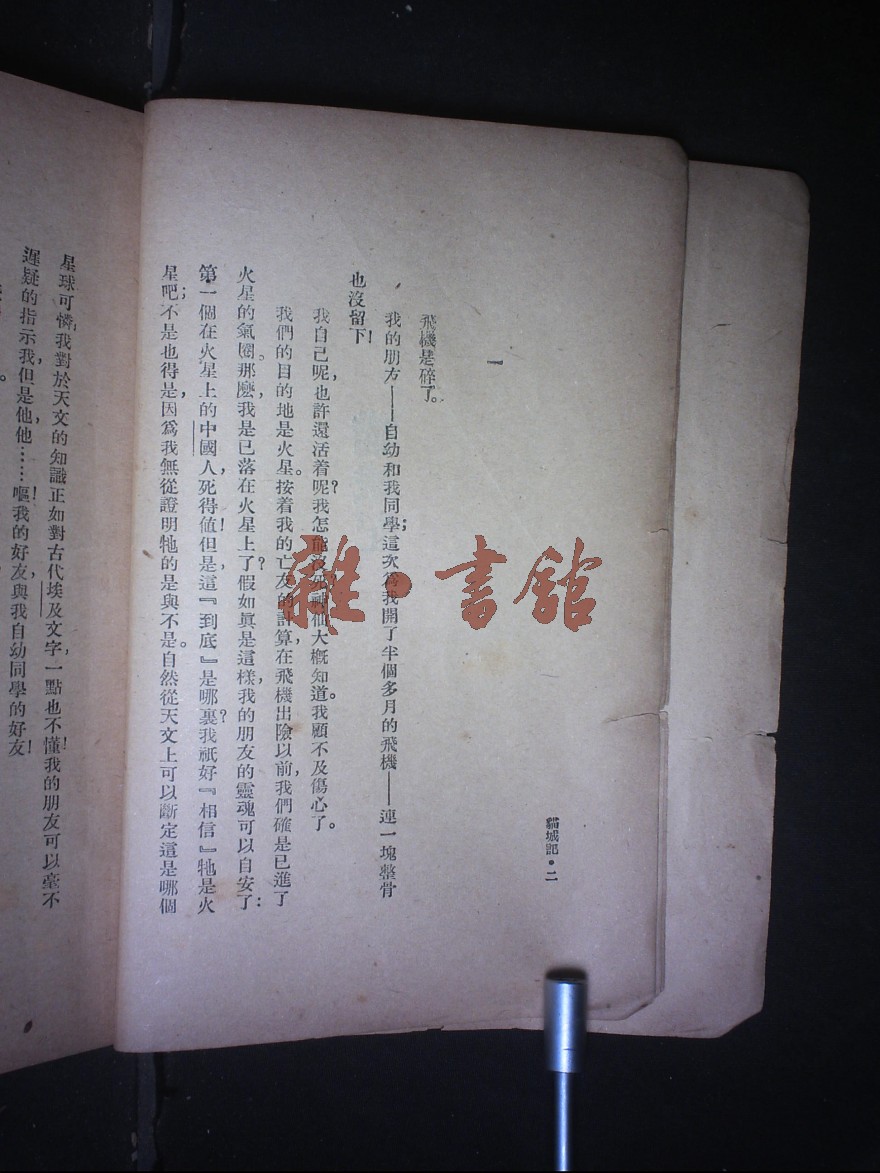 貓城記・二
一
飛機是碎了。
我的朋友——自幼和我同學;這次爲我開了半個多月的飛機——連一塊整骨
也沒留下!
我自己呢,也許還活着呢?我怎能沒死?神仙大概知道。我顧不及傷心了。
我們的目的地是火星。按着我的亡友的計算,在飛機出險以前,我們確是已進了
火星的氣圈。那麼,我是已落在火星上了?假如眞是這樣,我的朋友的靈魂可以自安了:
第一個在火星上的中國人,死得値!但是,這『到底』是哪裏?我祇好『相信』牠是火
星吧;不是也得是,因爲我無從證明牠的是與不是。自然從天文上可以斷定這是哪個
星球可憐,我對於天文的知識正如對古代埃及文字,一點也不懂!我的朋友可以毫不
遲疑的指示我,但是他,他……嘔!我的好友,與我自幼同學的好友!
雜・書館